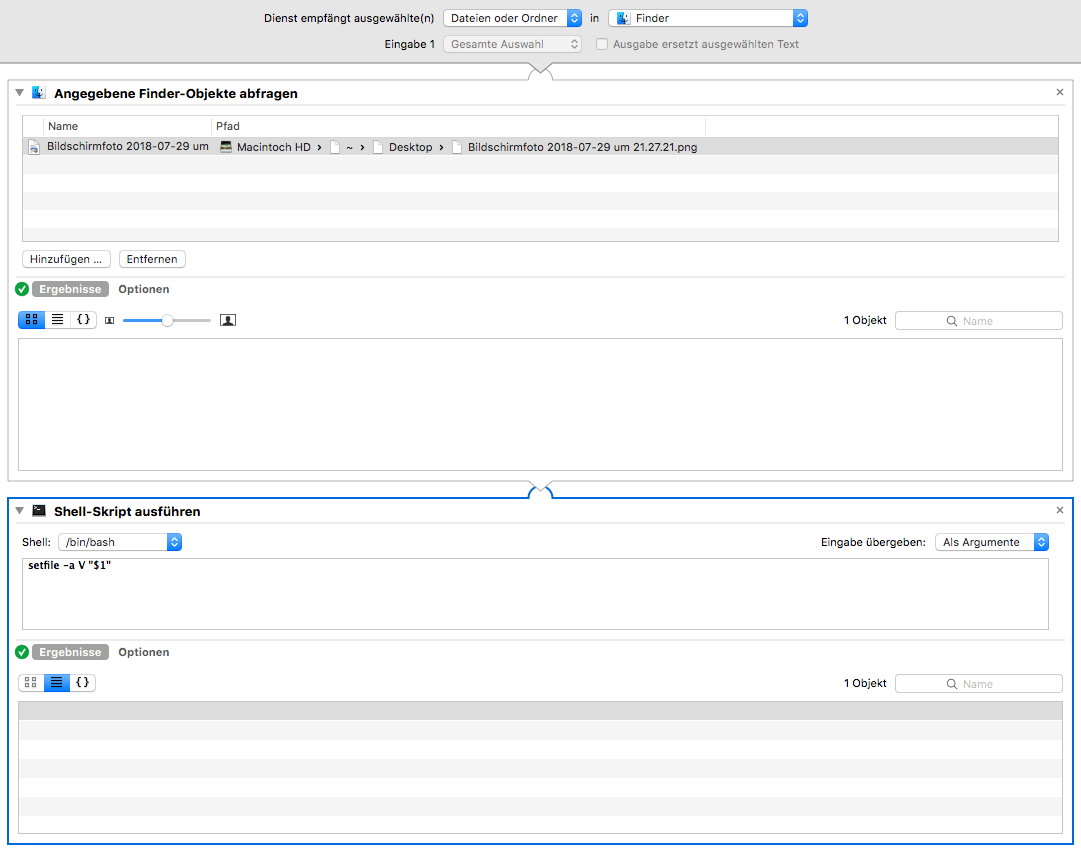 Dienst empfängt ausgewählte(n) Dateien oder Ordner in Finder
Eingabe 1 Gesamte Auswahl Ausgabe ersetzt ausgewählten Text
Angegebene Finder-Objekte abfragen
Name Pfad
Bildschirmfoto 2018-07-29 um Macintoch HD › ~ › Desktop › Bildschirmfoto 2018-07-29 um 21.27.21.png
Hinzufügen ... Entfernen
Ergebnisse Optionen
{} 1 Objekt Name
Shell-Skript ausführen
Shell: /bin/bash Eingabe übergeben: Als Argumente
setfile -a V "$1"
Ergebnisse Optionen
{} 1 Objekt Name